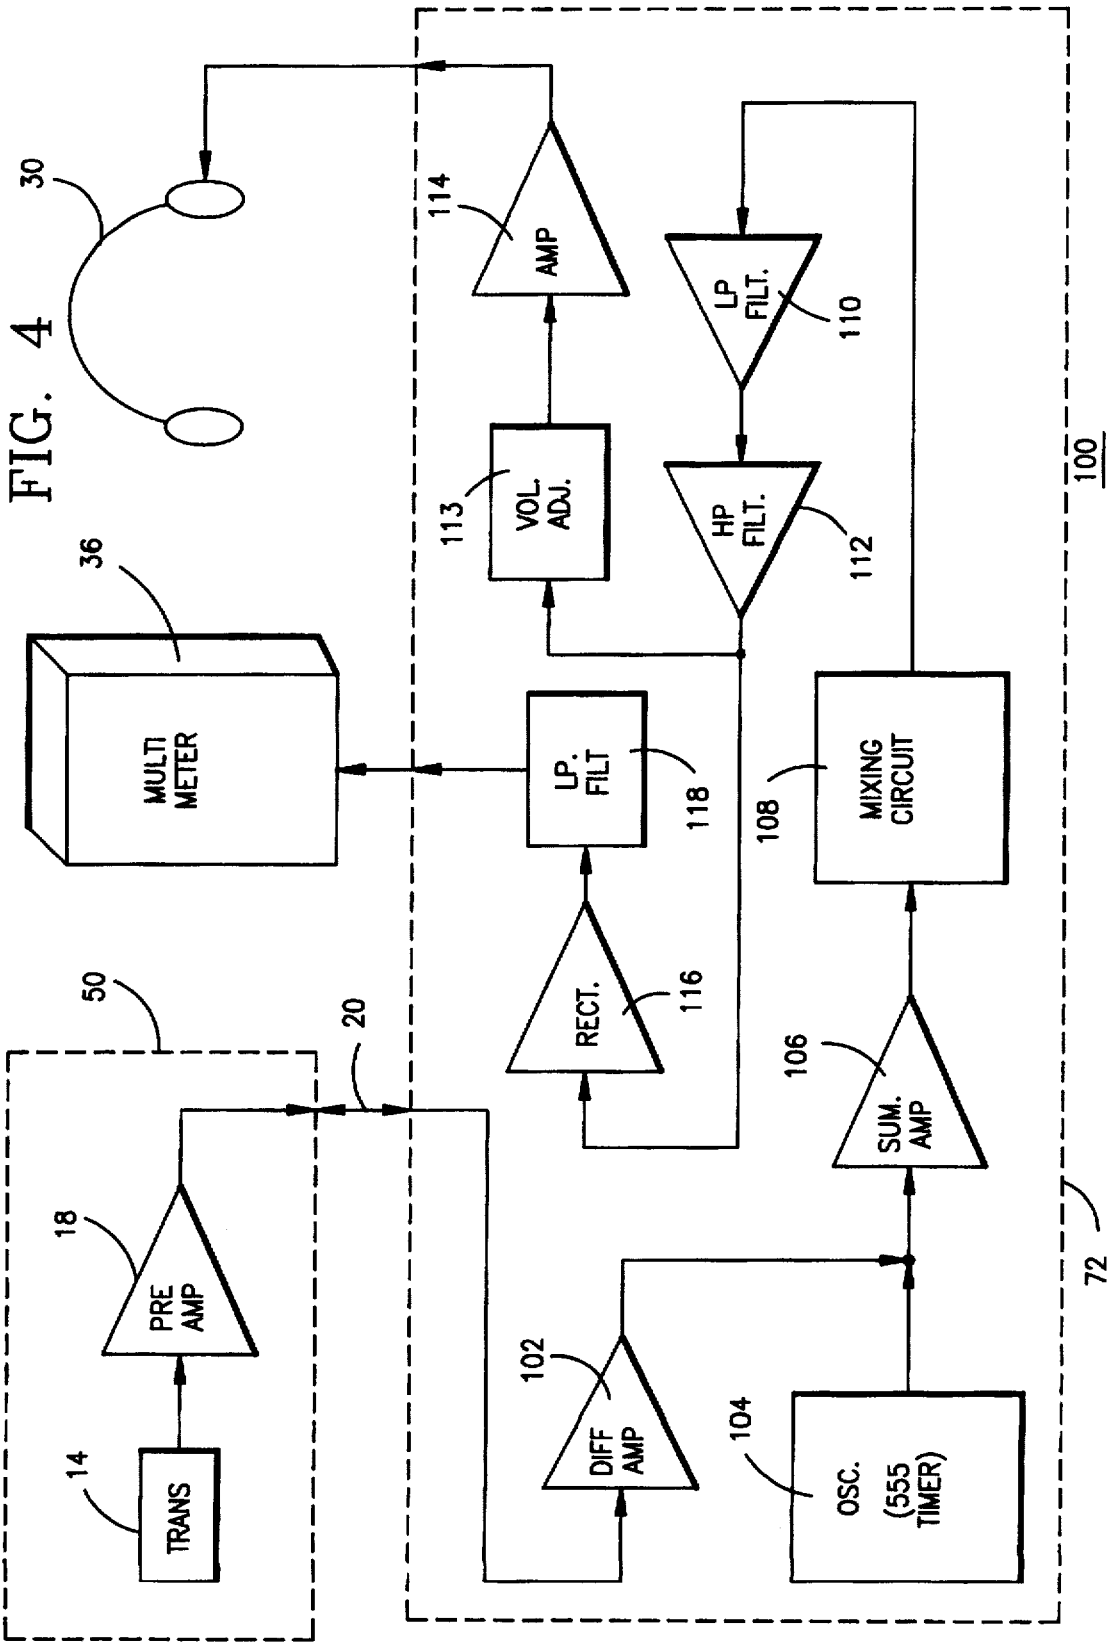 FIG. 4
50
14
TRANS
18
PRE
AMP
20
36
MULTI
METER
30
102
DIFF
AMP
104
OSC.
(555
TIMER)
106
SUM.
AMP
108
MIXING
CIRCUIT
110
LP
FILT.
112
HP
FILT.
113
VOL.
ADJ.
114
AMP
116
RECT.
118
LP.
FILT
72
100